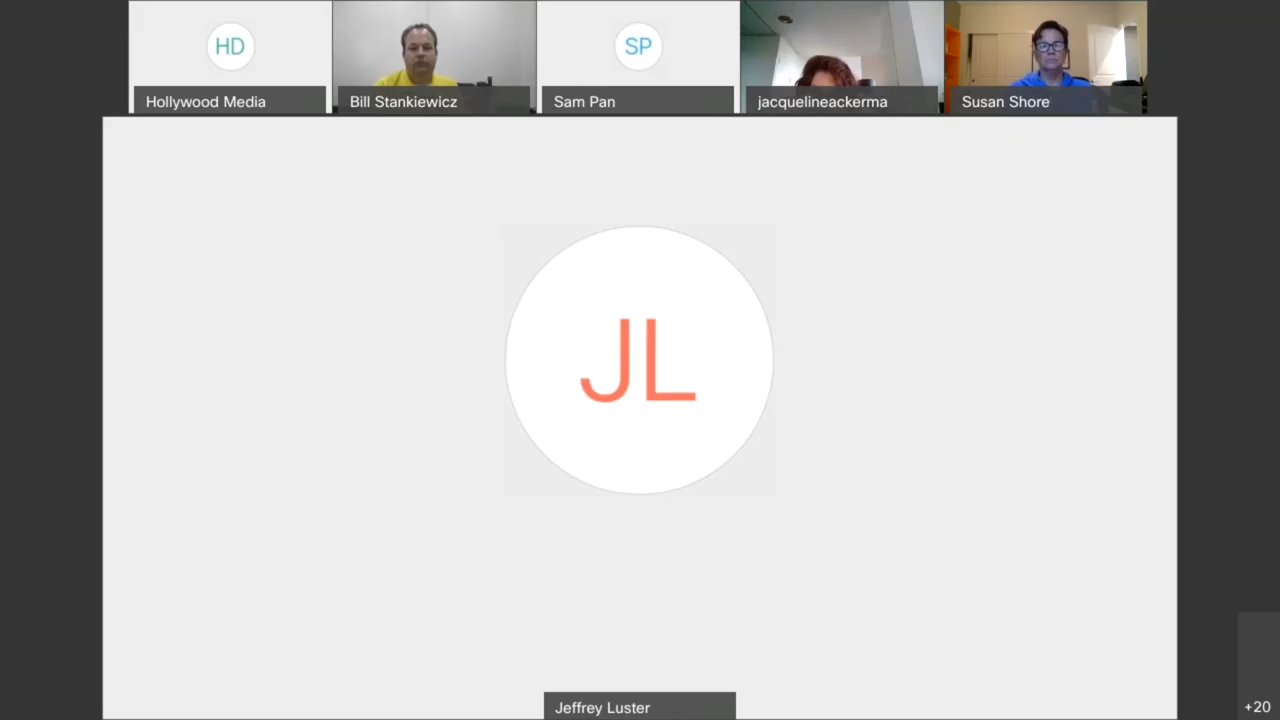 HD
Hollywood Media
Bill Stankiewicz
SP
Sam Pan
jacquelineackerma
Susan Shore
JL
Jeffrey Luster
+20